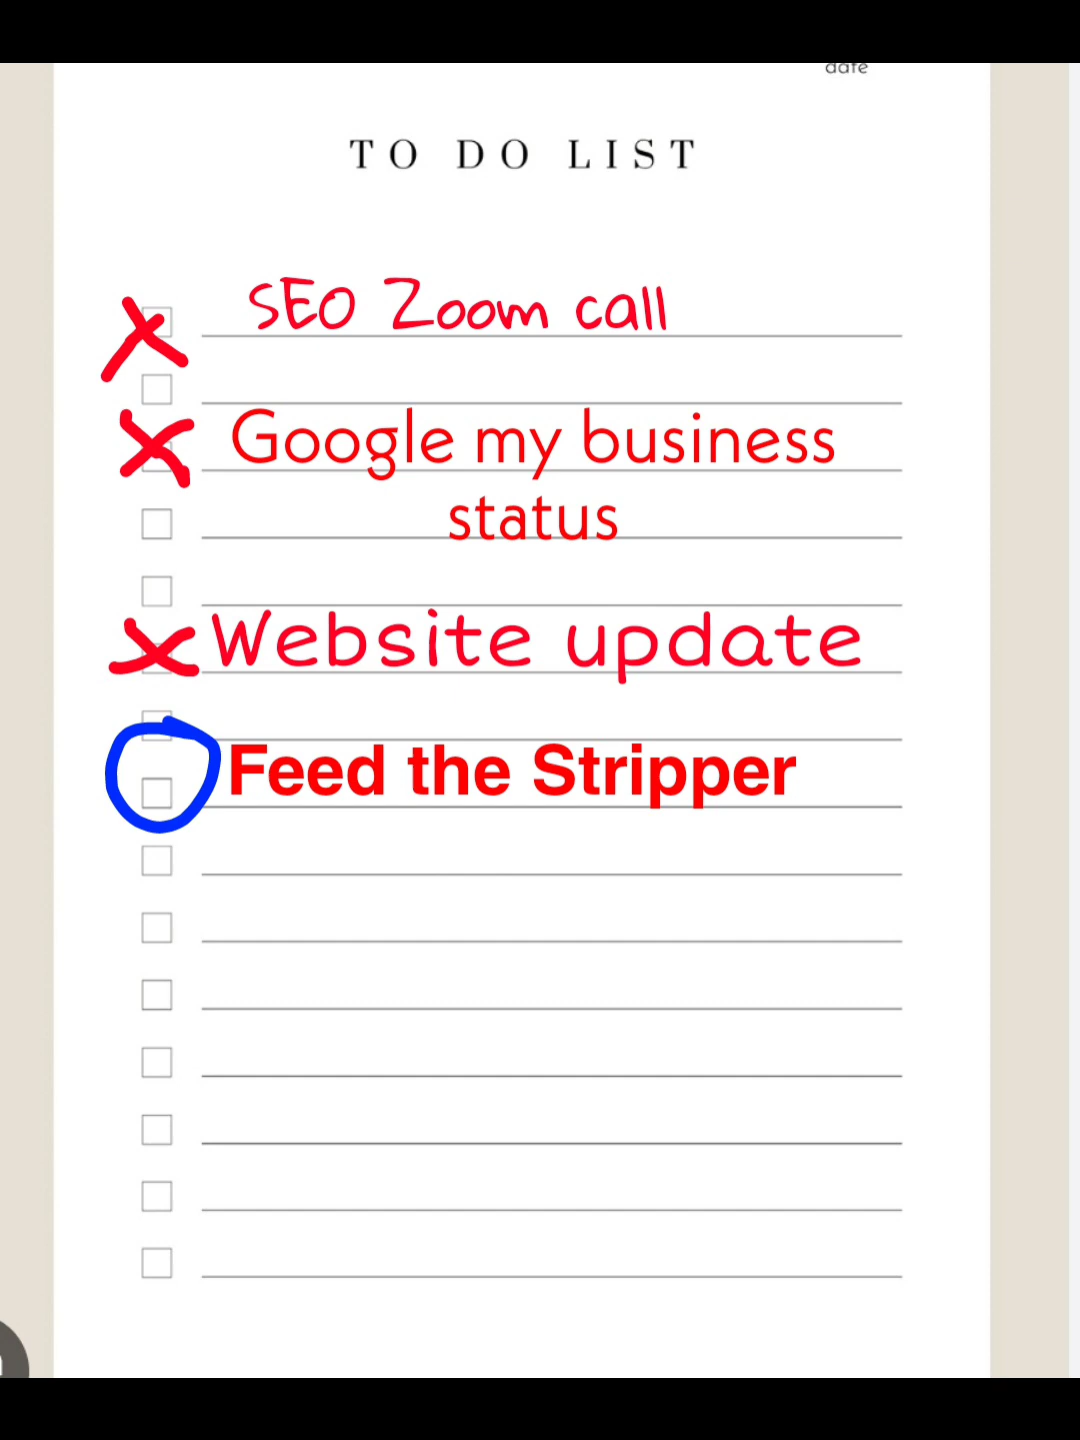 date
TO DO LIST
SEO Zoom call
Google my business
status
Website update
Feed the Stripper